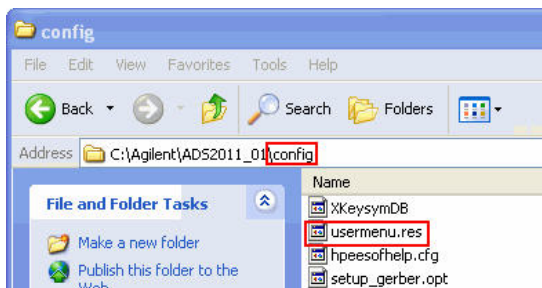 config
File Edit View Favorites Tools Help
Back Search Folders
Address C:\Agilent\ADS2011_01\config
Name
File and Folder Tasks
XKeysymDB
Make a new folder
usermenu.res
Publish this folder to the
hpeesofhelp.cfg
Web
setup_gerber.opt